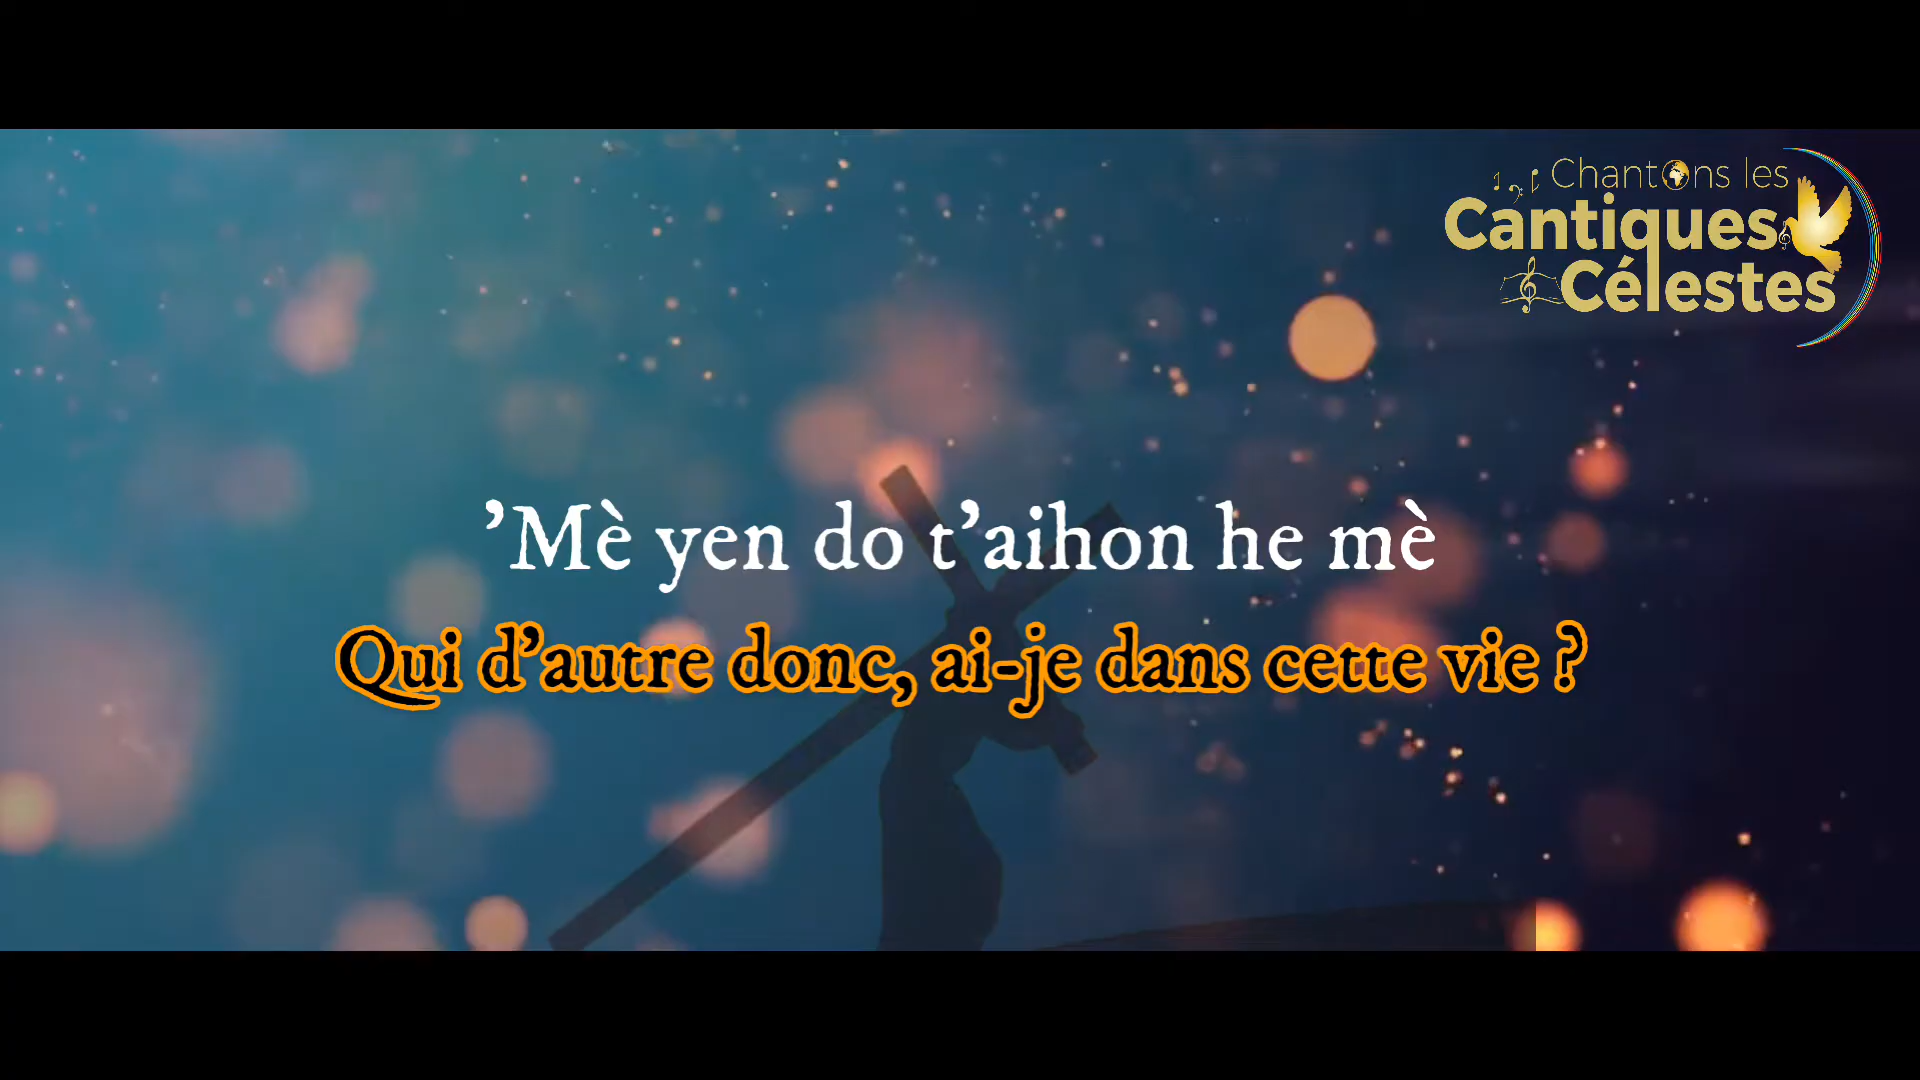 Chantons les
Cantiques
Célestes
’Mè yen do t’aihon he mè
Qui d’autre donc, ai-je dans cette vie ?